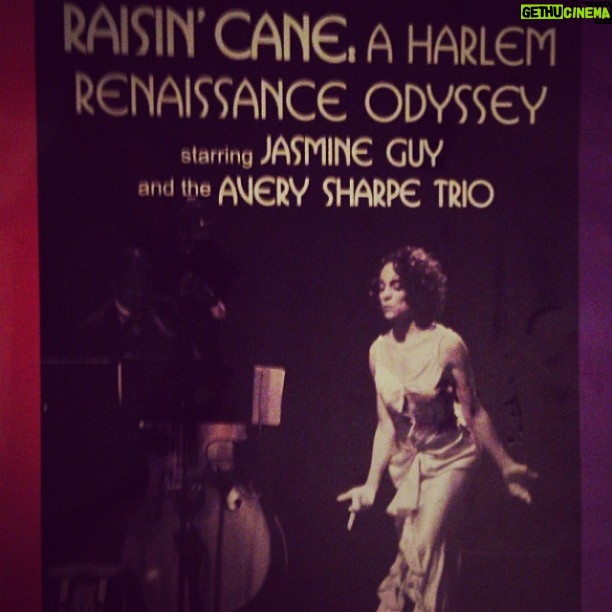 GETHUCINEMA
RAISIN' CANE. A HARLEM
RENAISSANCE ODYSSEY
starring JASMINE GUY
and the AVERY SHARPE TRIO